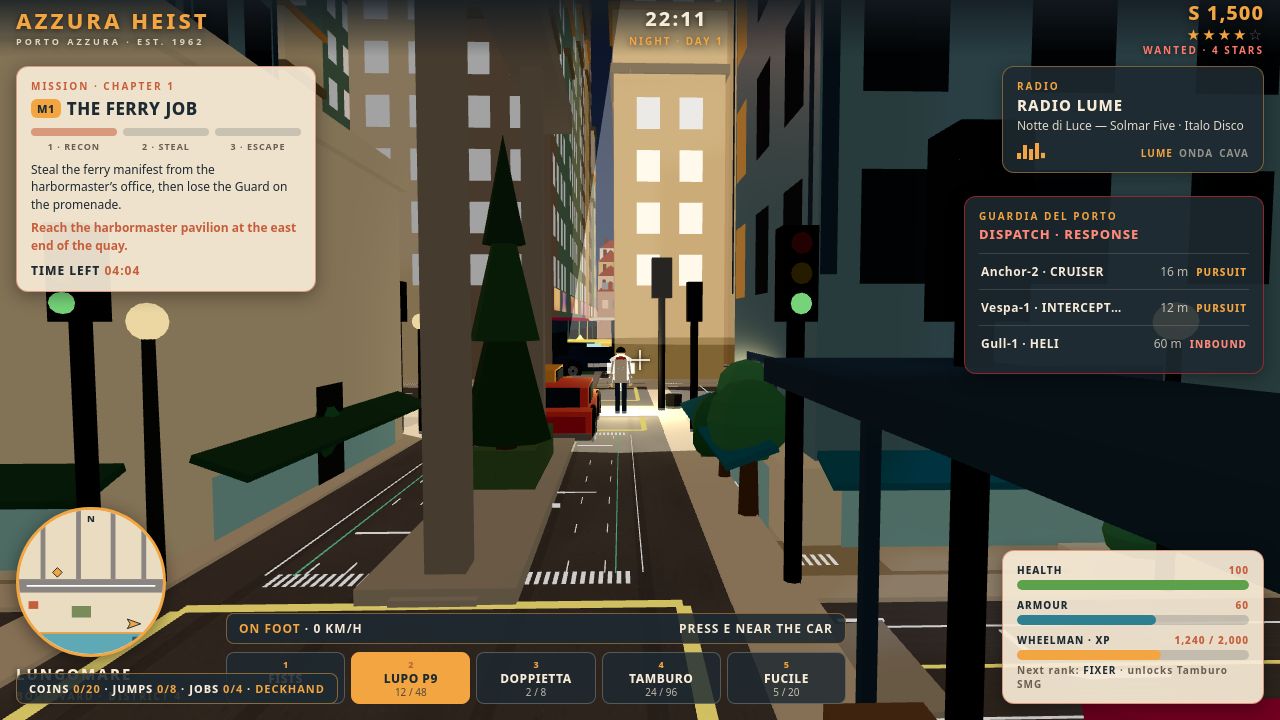 AZZURA HEIST
PORTO AZZURA · EST. 1962
22:11
NIGHT · DAY 1
S 1,500
★★★★☆
WANTED · 4 STARS
MISSION · CHAPTER 1
M1 THE FERRY JOB
1 · RECON 2 · STEAL 3 · ESCAPE
Steal the ferry manifest from the
harbormaster's office, then lose the Guard on
the promenade.
Reach the harbormaster pavilion at the east
end of the quay.
TIME LEFT 04:04
RADIO
RADIO LUME
Notte di Luce — Solmar Five · Italo Disco
LUME ONDA CAVA
GUARDIA DEL PORTO
DISPATCH · RESPONSE
Anchor-2 · CRUISER 16 m PURSUIT
Vespa-1 · INTERCEPT... 12 m PURSUIT
Gull-1 · HELI 60 m INBOUND
N
LUNGOMARE
COINS 0/20 · JUMPS 0/8 · JOBS 0/4 · DECKHAND
ON FOOT · 0 KM/H PRESS E NEAR THE CAR
1
FISTS
2
LUPO P9
12 / 48
3
DOPPIETTA
2 / 8
4
TAMBURO
24 / 96
5
FUCILE
5 / 20
HEALTH 100
ARMOUR 60
WHEELMAN · XP 1,240 / 2,000
Next rank: FIXER · unlocks Tamburo
SMG